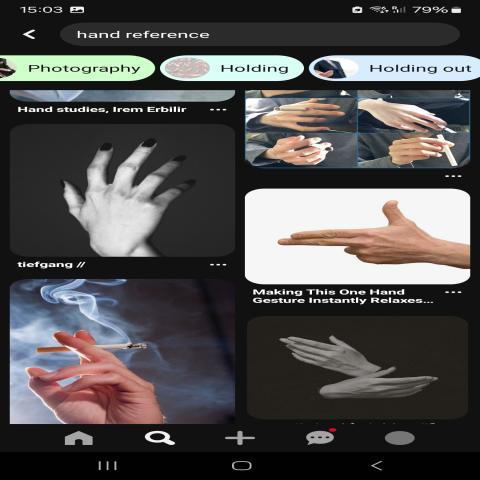 15:03
79%
hand reference
Photography
Holding
Holding out
Hand studies, Irem Erbilir
tiefgang //
Making This One Hand
Gesture Instantly Relaxes...